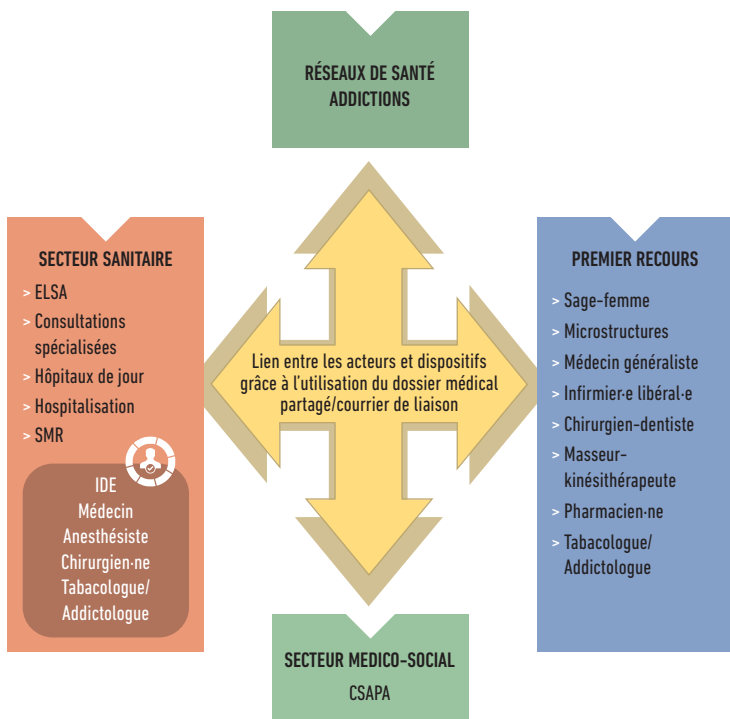 RÉSEAUX DE SANTÉ
ADDICTIONS
SECTEUR SANITAIRE
> ELSA
> Consultations
spécialisées
> Hôpitaux de jour
> Hospitalisation
> SMR
IDE
Médecin
Anesthésiste
Chirurgien·ne
Tabacologue/
Addictologue
Lien entre les acteurs et dispositifs
grâce à l'utilisation du dossier médical
partagé/courrier de liaison
PREMIER RECOURS
> Sage-femme
> Microstructures
> Médecin généraliste
> Infirmier·e libéral·e
> Chirurgien-dentiste
> Masseur-
kinésithérapeute
> Pharmacien·ne
> Tabacologue/
Addictologue
SECTEUR MEDICO-SOCIAL
CSAPA